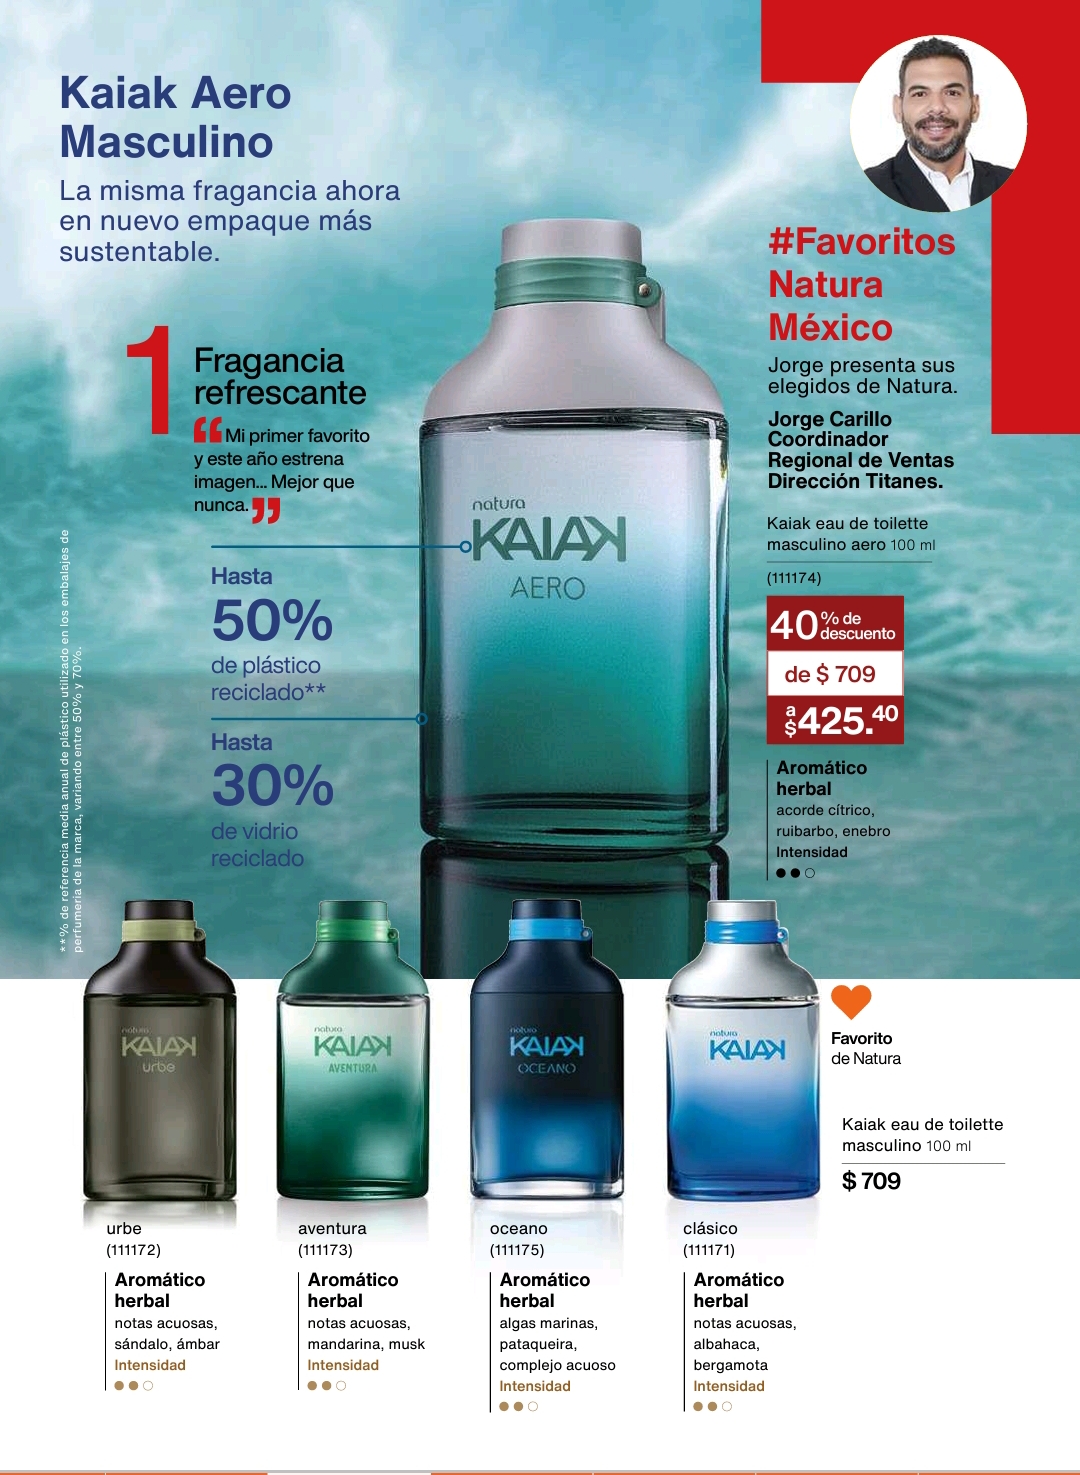 Kaiak Aero
Masculino
La misma fragancia ahora
en nuevo empaque más
sustentable.
#Favoritos
Natura
México
Jorge presenta sus
elegidos de Natura.
Jorge Carillo
Coordinador
Regional de Ventas
Dirección Titanes.
1
Fragancia
refrescante
“Mi primer favorito
y este año estrena
imagen... Mejor que
nunca.”
natura
KAIAK
AERO
Hasta
50%
de plástico
reciclado**
Hasta
30%
de vidrio
reciclado
**% de referencia media anual de plástico utilizado en los embalajes de
perfumería de la marca, variando entre 50% y 70%.
Kaiak eau de toilette
masculino aero 100 ml
(111174)
40% de
descuento
de $ 709
a
$425.40
Aromático
herbal
acorde cítrico,
ruibarbo, enebro
Intensidad
natura
KAIAK
urbe
natura
KAIAK
AVENTURA
natura
KAIAK
OCEANO
natura
KAIAK
Favorito
de Natura
Kaiak eau de toilette
masculino 100 ml
$ 709
urbe
(111172)
Aromático
herbal
notas acuosas,
sándalo, ámbar
Intensidad
aventura
(111173)
Aromático
herbal
notas acuosas,
mandarina, musk
Intensidad
oceano
(111175)
Aromático
herbal
algas marinas,
pataqueira,
complejo acuoso
Intensidad
clásico
(111171)
Aromático
herbal
notas acuosas,
albahaca,
bergamota
Intensidad